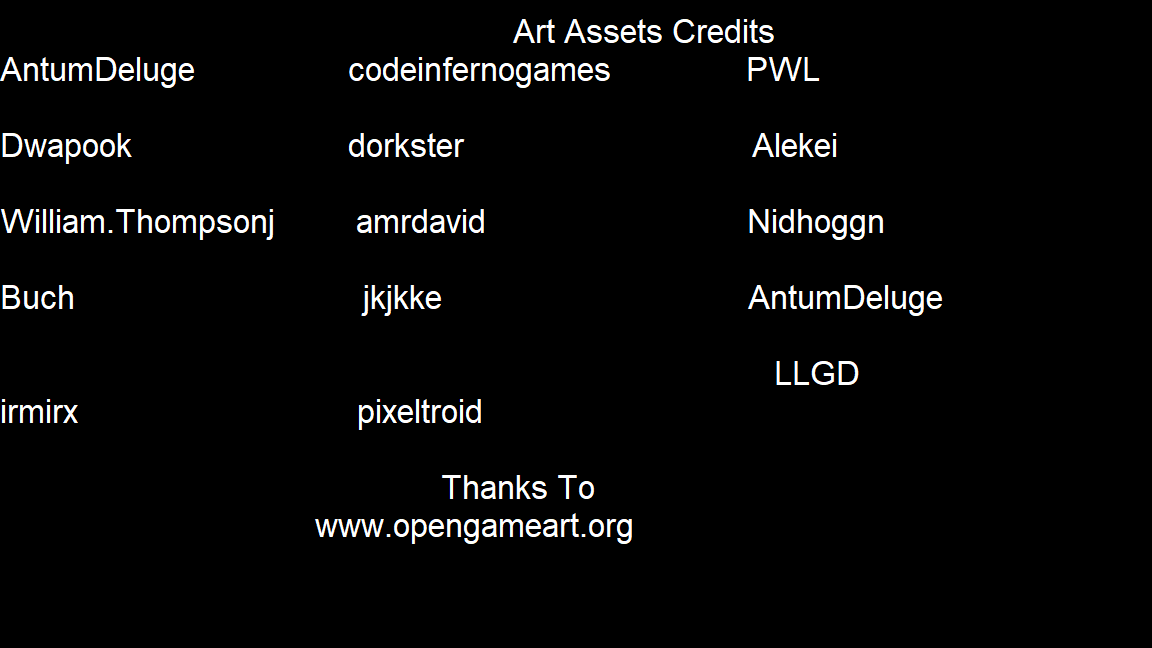 Art Assets Credits
AntumDeluge codeinfernogames PWL
Dwapook dorkster Alekei
William.Thompsonj amrdavid Nidhoggn
Buch jkjkke AntumDeluge
LLGD
irmirx pixeltroid
Thanks To
www.opengameart.org